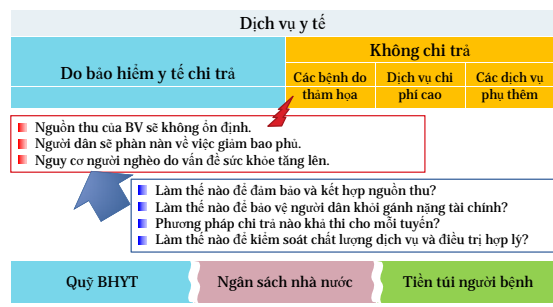 Dịch vụ y tế
Do bảo hiểm y tế chi trả
Không chi trả
Các bệnh do thảm họa
Dịch vụ chi phí cao
Các dịch vụ phụ thêm
Nguồn thu của BV sẽ không ổn định.
Người dân sẽ phàn nàn về việc giảm bao phủ.
Nguy cơ người nghèo do vấn đề sức khỏe tăng lên.
Làm thế nào để đảm bảo và kết hợp nguồn thu?
Làm thế nào để bảo vệ người dân khỏi gánh nặng tài chính?
Phương pháp chi trả nào khả thi cho mỗi tuyến?
Làm thế nào để kiểm soát chất lượng dịch vụ và điều trị hợp lý?
Quỹ BHYT
Ngân sách nhà nước
Tiền túi người bệnh